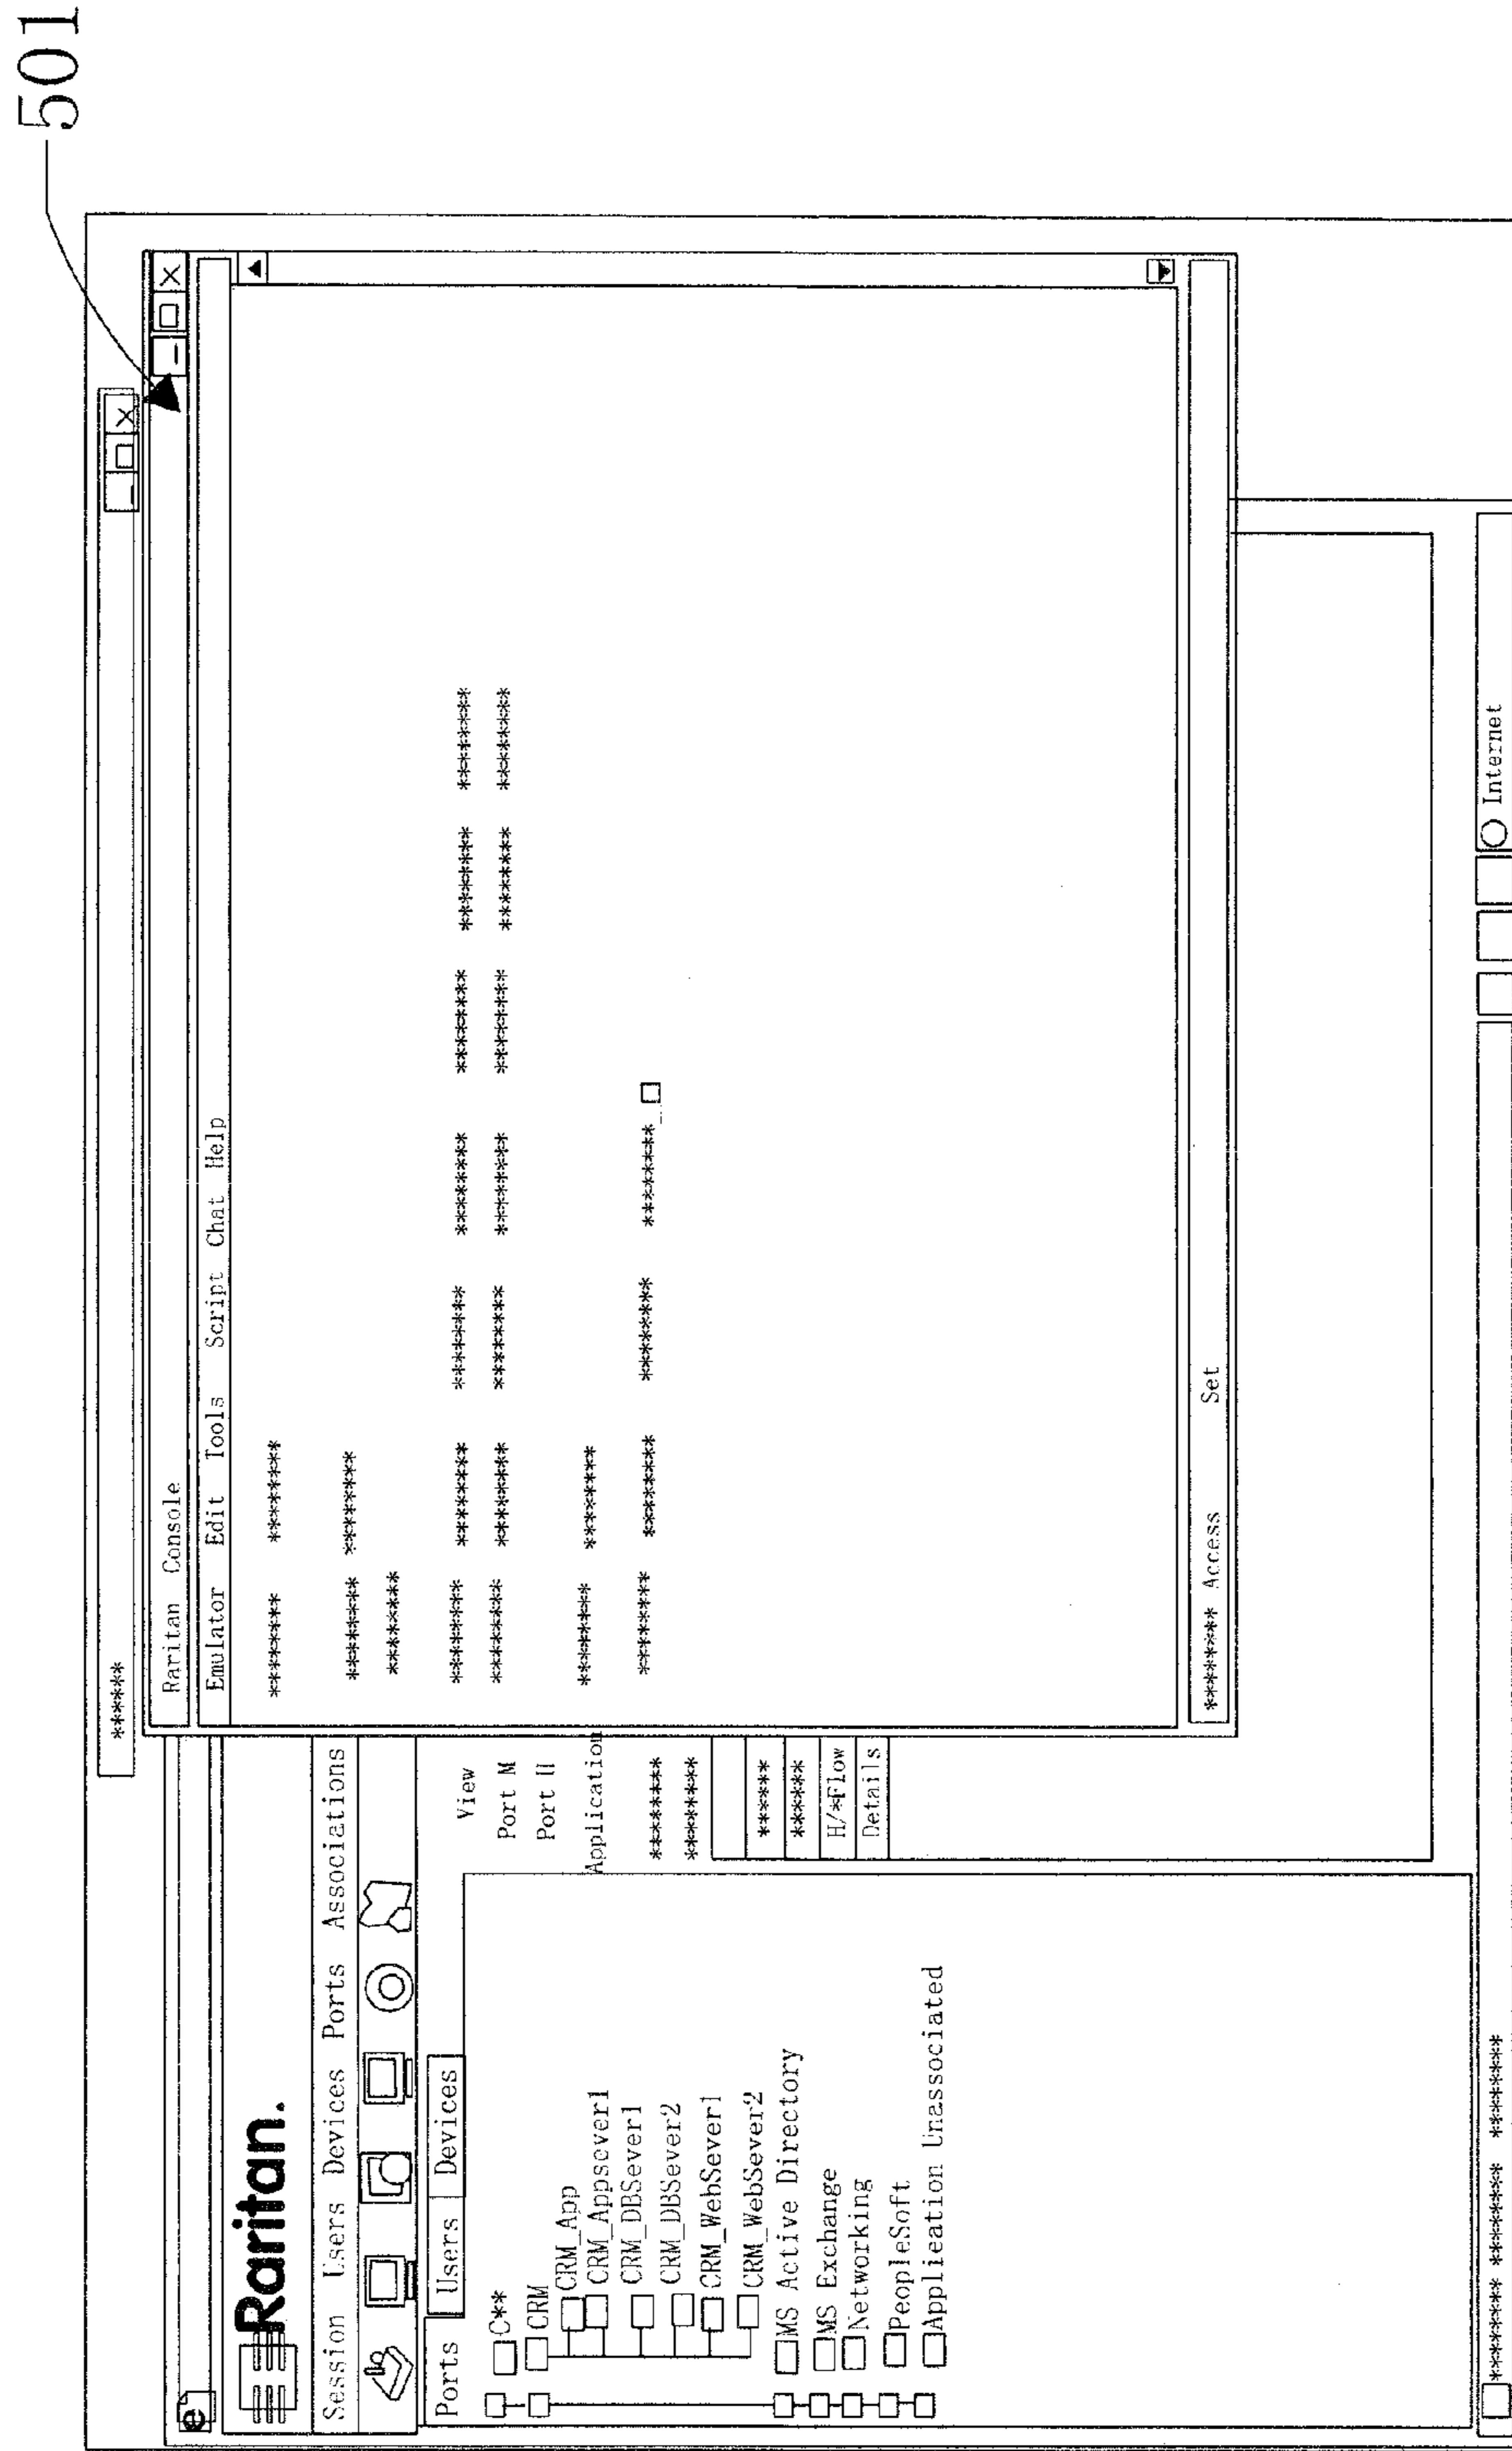 501
******
Raritan Console
Emulator Edit Tools Script Chat Help
******** ********
******** ********
********
******** ******** ******** ******** ******** ******** ********
******** ******** ******** ******** ******** ******** ********
******** ********
******** ******** ******** ********_
******* Access Set
Raritan.
Session Users Devices Ports Associations
Ports Users Devices
C**
CRM
CRM_App
CRM_Appsever1
CRM_DBSever1
CRM_DBSever2
CRM_WebSever1
CRM_WebSever2
MS Active Directory
MS Exchange
Networking
PeopleSoft
Applieation Unassociated
View
Port M
Port
Application
********
********
******
******
H/*Flow
Details
******** ******** ********
Internet